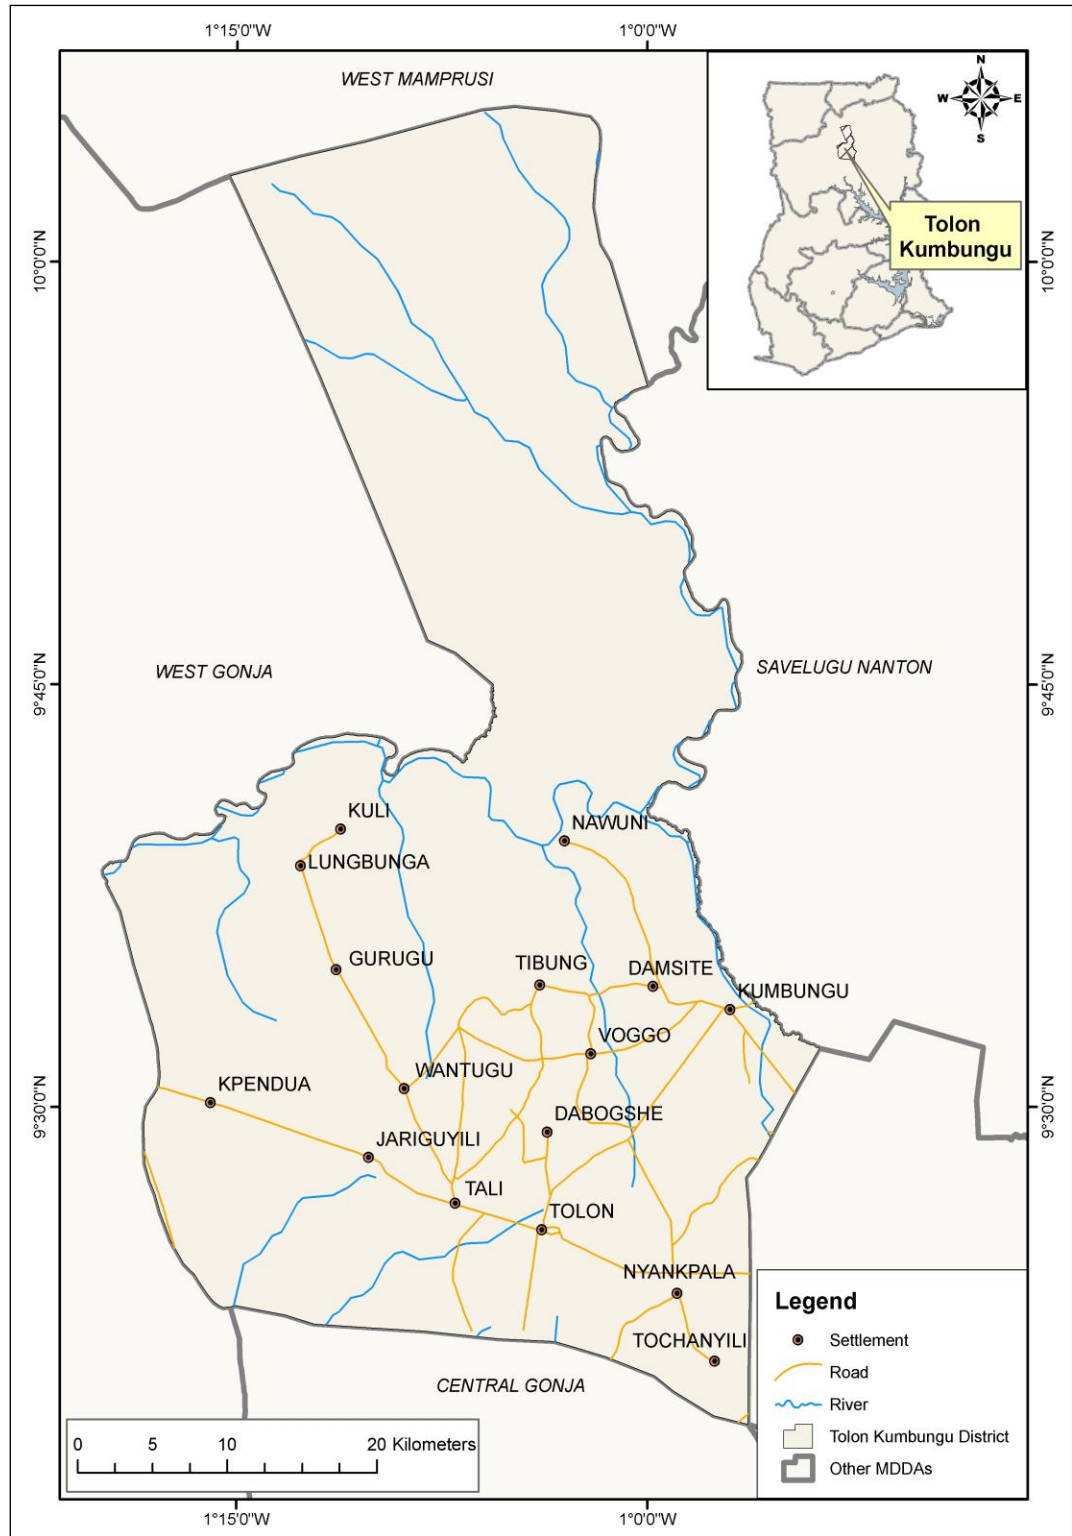 1°15'0"W
1°0'0"W
WEST MAMPRUSI
N
W
E
S
Tolon
Kumbungu
10°0'0"N
10°0'0"N
WEST GONJA
SAVELUGU NANTON
9°45'0"N
9°45'0"N
KULI
NAWUNI
LUNGBUNGA
GURUGU
TIBUNG
DAMSITE
KUMBUNGU
VOGGO
WANTUGU
KPENDUA
DABOGSHE
9°30'0"N
9°30'0"N
JARIGUYILI
TALI
TOLON
NYANKPALA
TOCHANYILI
CENTRAL GONJA
Legend
Settlement
Road
River
Tolon Kumbungu District
Other MDDAs
0 5 10 20 Kilometers
1°15'0"W
1°0'0"W